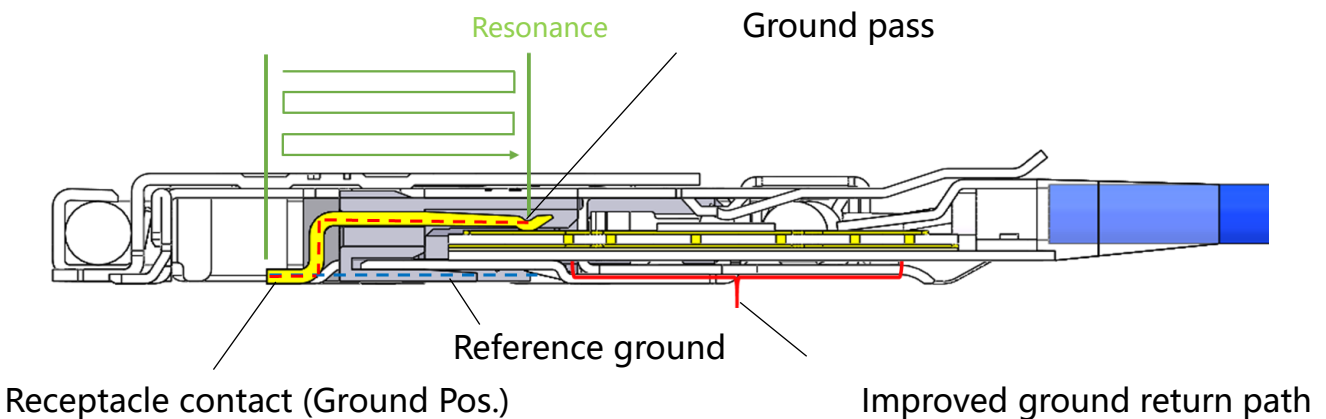 Resonance
Ground pass
Reference ground
Receptacle contact (Ground Pos.)
Improved ground return path